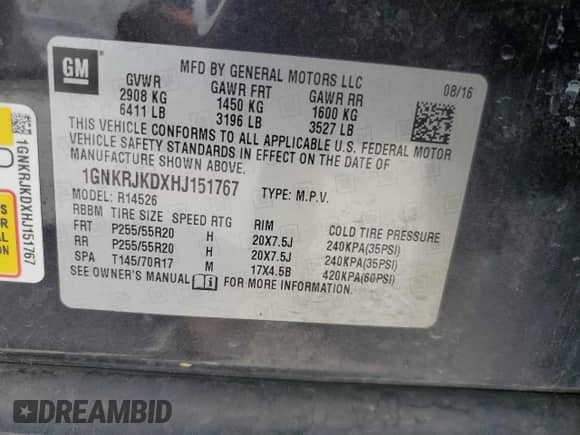 GM
MFD BY GENERAL MOTORS LLC
08/16
GVWR GAWR FRT GAWR RR
2908 KG 1450 KG 1600 KG
6411 LB 3196 LB 3527 LB
THIS VEHICLE CONFORMS TO ALL APPLICABLE U.S. FEDERAL MOTOR
VEHICLE SAFETY STANDARDS IN EFFECT ON THE DATE OF
MANUFACTURE SHOWN ABOVE.
1GNKRJKDXHJ151767 TYPE: M.P.V.
MODEL: R14526
RBBM TIRE SIZE SPEED RTG RIM COLD TIRE PRESSURE
FRT P255/55R20 H 20X7.5J 240KPA(35PSI)
RR P255/55R20 H 20X7.5J 240KPA(35PSI)
SPA T145/70R17 M 17X4.5B 420KPA(60PSI)
SEE OWNER'S MANUAL FOR MORE INFORMATION.
1GNKRJKDXHJ151767
DREAMBID